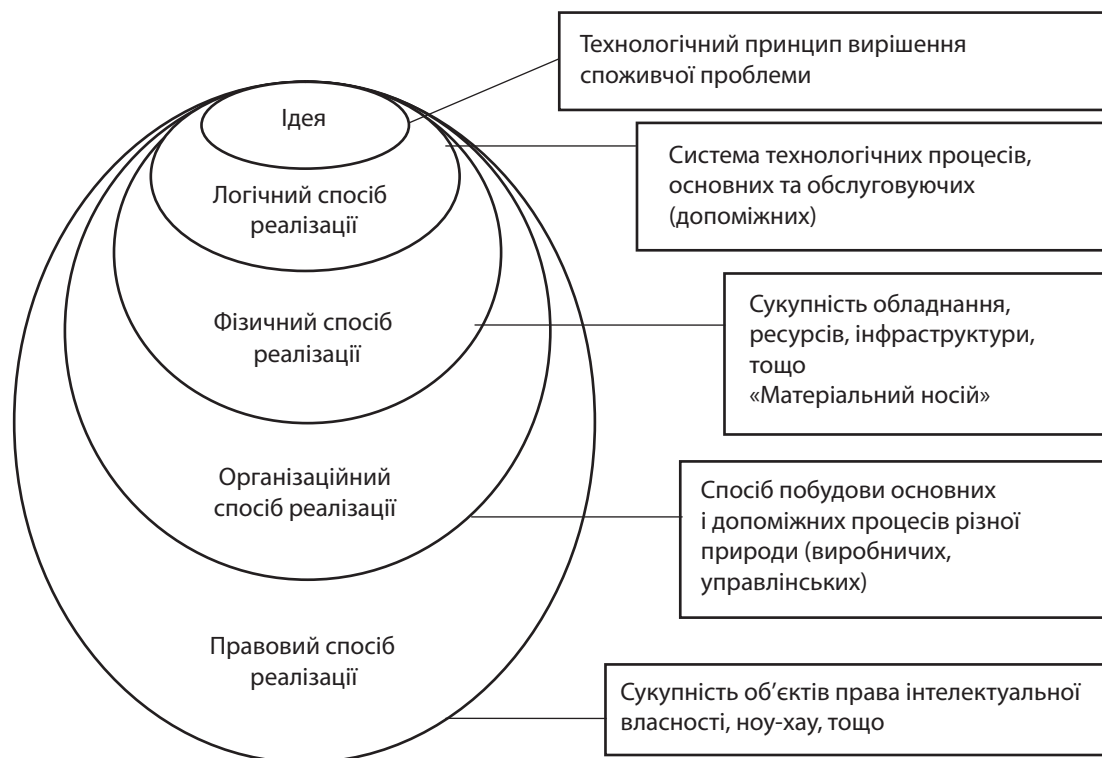 Технологічний принцип вирішення
споживчої проблеми
Ідея
Система технологічних процесів,
основних та обслуговуючих
(допоміжних)
Логічний спосіб
реалізації
Сукупність обладнання,
ресурсів, інфраструктури,
тощо
«Матеріальний носій»
Фізичний спосіб
реалізації
Організаційний
спосіб реалізації
Спосіб побудови основних
і допоміжних процесів різної
природи (виробничих,
управлінських)
Правовий спосіб
реалізації
Сукупність об’єктів права інтелектуальної
власності, ноу-хау, тощо